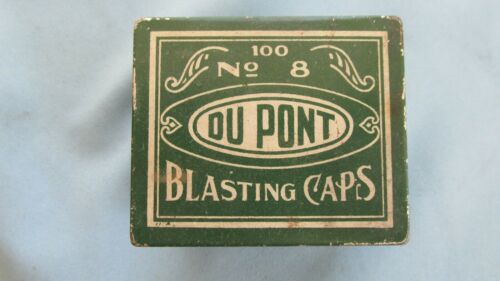 100
No 8
DU PONT
BLASTING CAPS